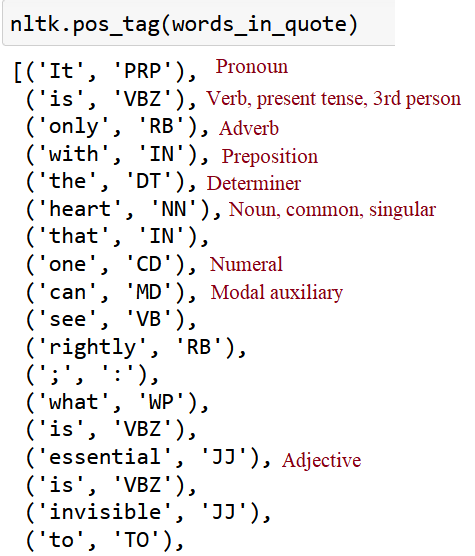 nltk.pos_tag(words_in_quote)
[('It', 'PRP'), Pronoun
('is', 'VBZ'), Verb, present tense, 3rd person
('only', 'RB'), Adverb
('with', 'IN'), Preposition
('the', 'DT'), Determiner
('heart', 'NN'), Noun, common, singular
('that', 'IN'),
('one', 'CD'), Numeral
('can', 'MD'), Modal auxiliary
('see', 'VB'),
('rightly', 'RB'),
(';', ':'),
('what', 'WP'),
('is', 'VBZ'),
('essential', 'JJ'), Adjective
('is', 'VBZ'),
('invisible', 'JJ'),
('to', 'TO'),